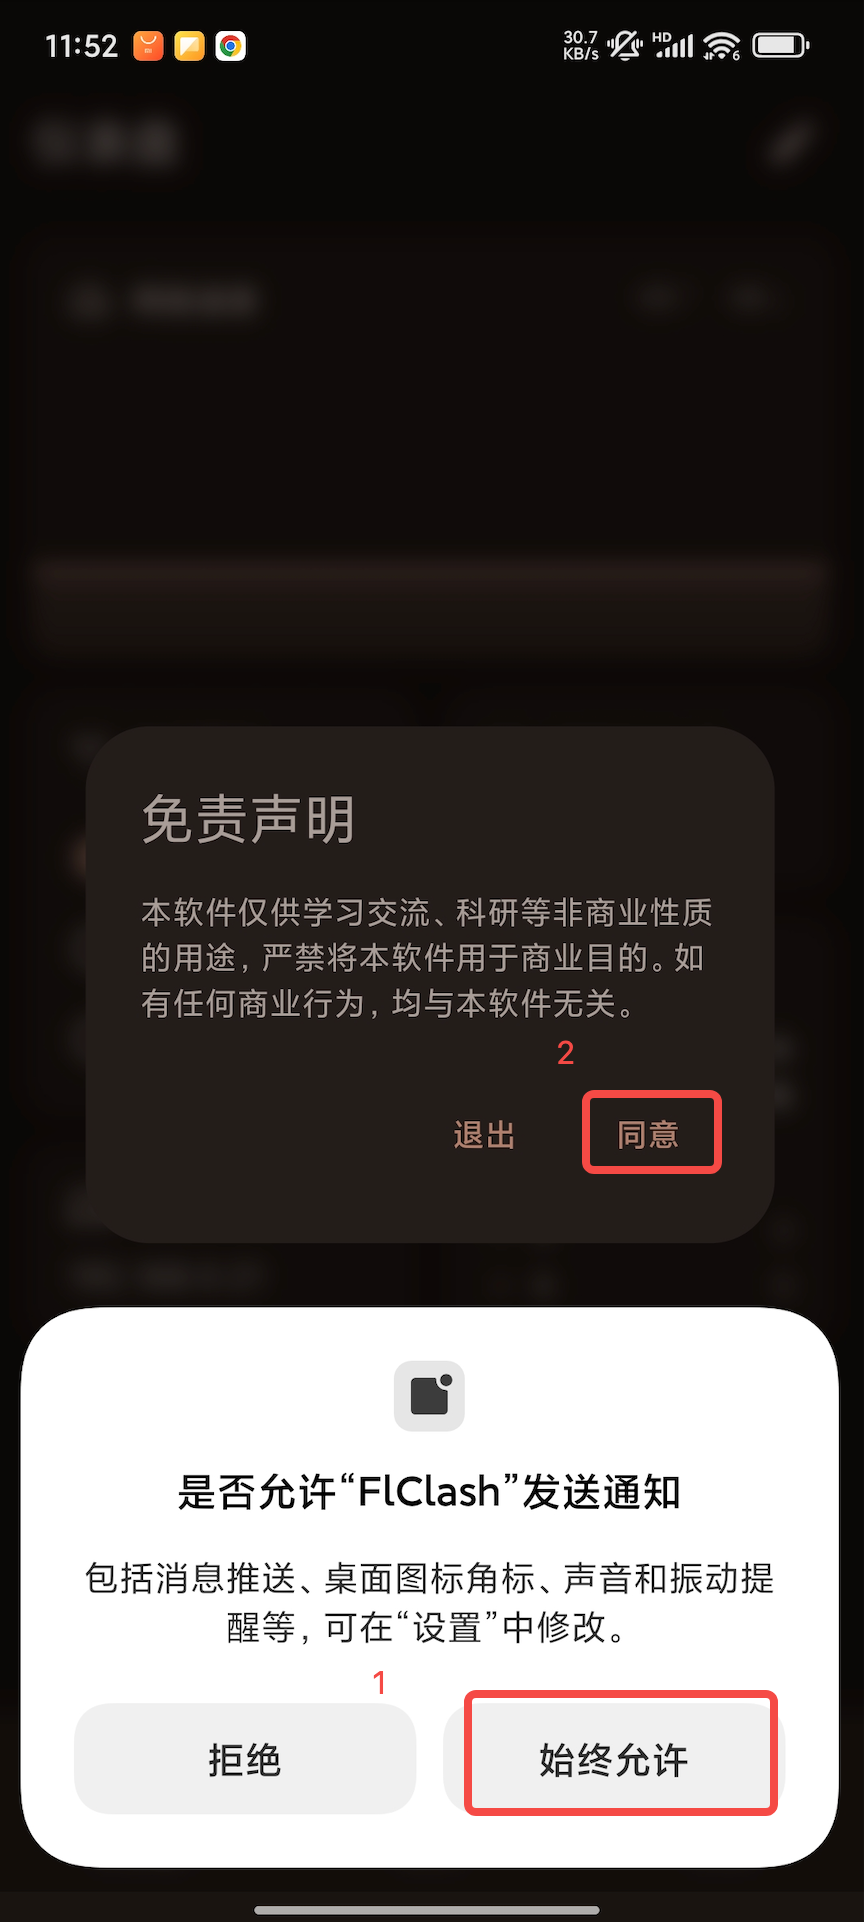 11:52
30.7
KB/s
HD
6
免责声明
本软件仅供学习交流、科研等非商业性质
的用途，严禁将本软件用于商业目的。如
有任何商业行为，均与本软件无关。
2
退出
同意
是否允许“FlClash”发送通知
包括消息推送、桌面图标角标、声音和振动提
醒等，可在“设置”中修改。
1
拒绝
始终允许